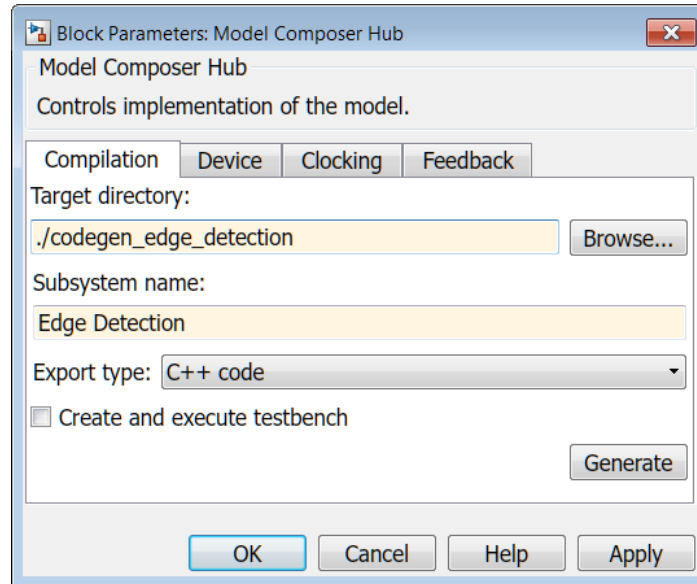 Block Parameters: Model Composer Hub
Model Composer Hub
Controls implementation of the model.
Compilation Device Clocking Feedback
Target directory:
./codegen_edge_detection Browse...
Subsystem name:
Edge Detection
Export type: C++ code
Create and execute testbench
Generate
OK Cancel Help Apply